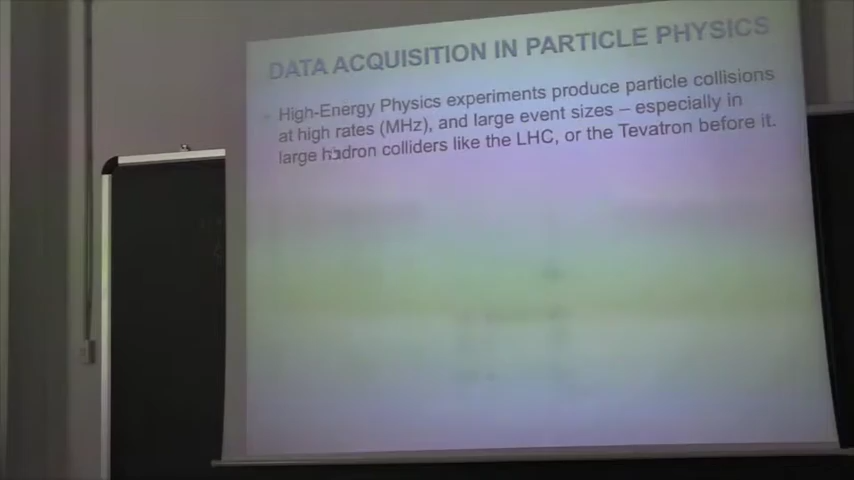 DATA ACQUISITION IN PARTICLE PHYSICS
High-Energy Physics experiments produce particle collisions
at high rates (MHz), and large event sizes – especially in
large hadron colliders like the LHC, or the Tevatron before it.